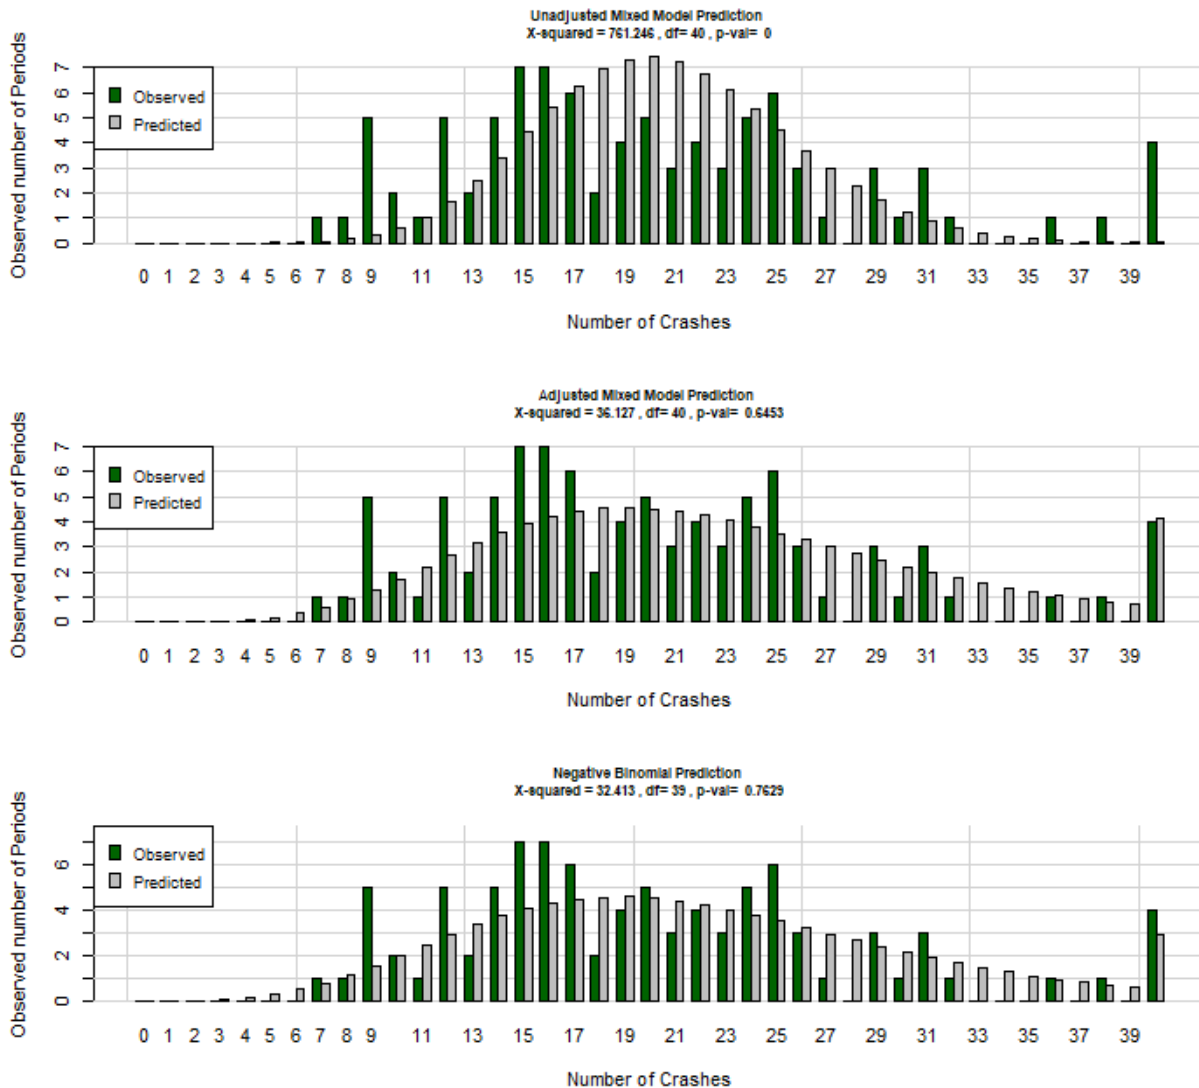 Unadjusted Mixed Model Prediction
X-squared = 761.246 , df= 40 , p-val= 0
Observed number of Periods
7
6
5
4
3
2
1
0
Observed
Predicted
0 1 2 3 4 5 6 7 8 9 11 13 15 17 19 21 23 25 27 29 31 33 35 37 39
Number of Crashes
Adjusted Mixed Model Prediction
X-squared = 36.127 , df= 40 , p-val= 0.6453
Observed number of Periods
7
6
5
4
3
2
1
0
Observed
Predicted
0 1 2 3 4 5 6 7 8 9 11 13 15 17 19 21 23 25 27 29 31 33 35 37 39
Number of Crashes
Negative Binomial Prediction
X-squared = 32.413 , df= 39 , p-val= 0.7629
Observed number of Periods
6
4
2
0
Observed
Predicted
0 1 2 3 4 5 6 7 8 9 11 13 15 17 19 21 23 25 27 29 31 33 35 37 39
Number of Crashes